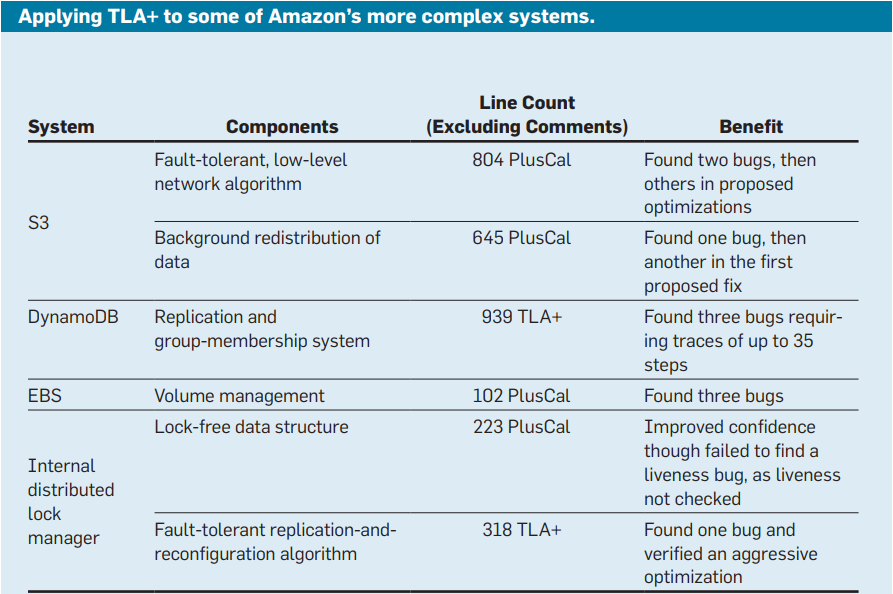 Applying TLA+ to some of Amazon's more complex systems.
Line Count
System Components (Excluding Comments) Benefit
S3
Fault-tolerant, low-level
network algorithm
804 PlusCal
Found two bugs, then
others in proposed
optimizations
Background redistribution of
data
645 PlusCal
Found one bug, then
another in the first
proposed fix
DynamoDB
Replication and
group-membership system
939 TLA+
Found three bugs requir-
ing traces of up to 35
steps
EBS
Volume management
102 PlusCal
Found three bugs
Internal
distributed
lock
manager
Lock-free data structure
223 PlusCal
Improved confidence
though failed to find a
liveness bug, as liveness
not checked
Fault-tolerant replication-and-
reconfiguration algorithm
318 TLA+
Found one bug and
verified an aggressive
optimization